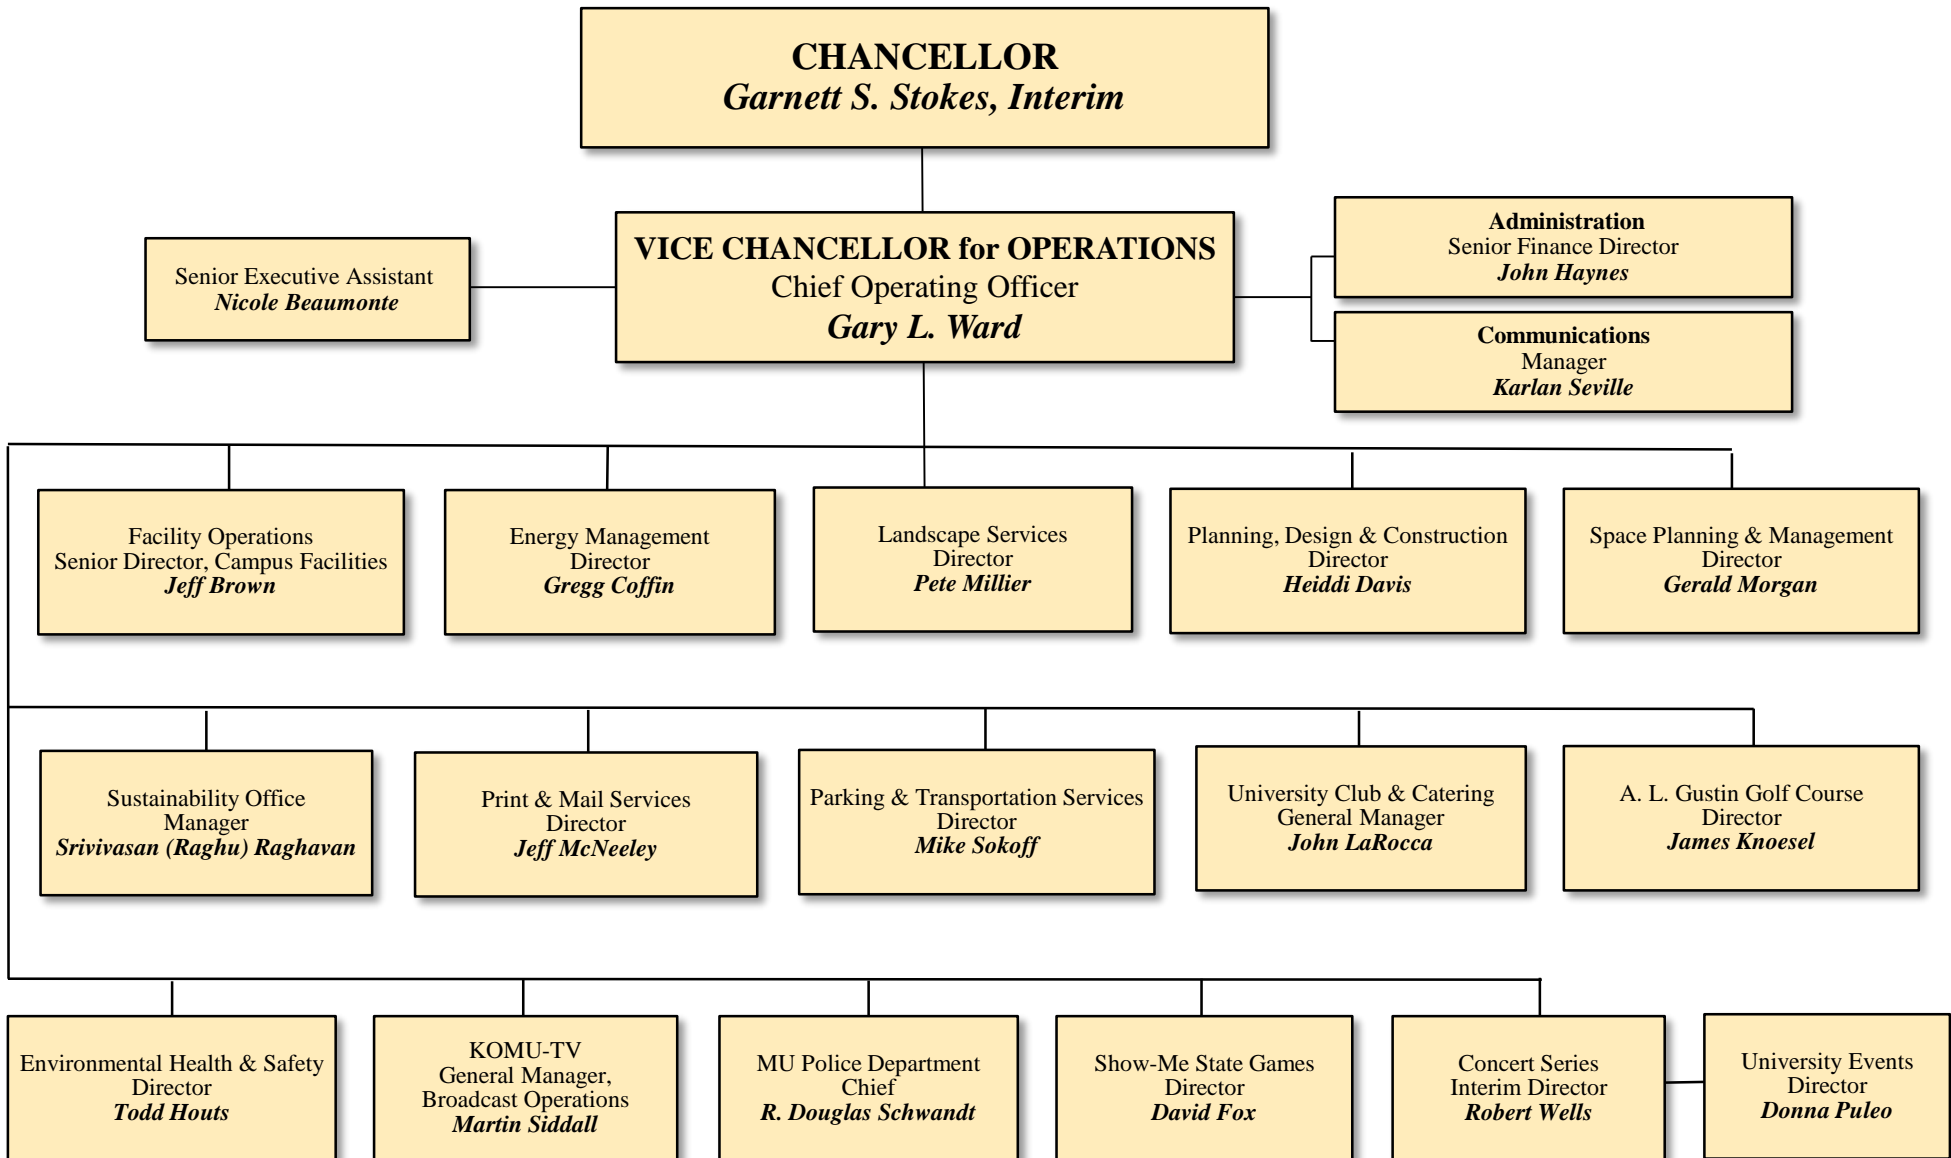 CHANCELLOR
Garnett S. Stokes, Interim
Senior Executive Assistant
Nicole Beaumonte
VICE CHANCELLOR for OPERATIONS
Chief Operating Officer
Gary L. Ward
Administration
Senior Finance Director
John Haynes
Communications
Manager
Karlan Seville
Facility Operations
Senior Director, Campus Facilities
Jeff Brown
Energy Management
Director
Gregg Coffin
Landscape Services
Director
Pete Millier
Planning, Design & Construction
Director
Heiddi Davis
Space Planning & Management
Director
Gerald Morgan
Sustainability Office
Manager
Srivivasan (Raghu) Raghavan
Print & Mail Services
Director
Jeff McNeeley
Parking & Transportation Services
Director
Mike Sokoff
University Club & Catering
General Manager
John LaRocca
A. L. Gustin Golf Course
Director
James Knoesel
Environmental Health & Safety
Director
Todd Houts
KOMU-TV
General Manager,
Broadcast Operations
Martin Siddall
MU Police Department
Chief
R. Douglas Schwandt
Show-Me State Games
Director
David Fox
Concert Series
Interim Director
Robert Wells
University Events
Director
Donna Puleo